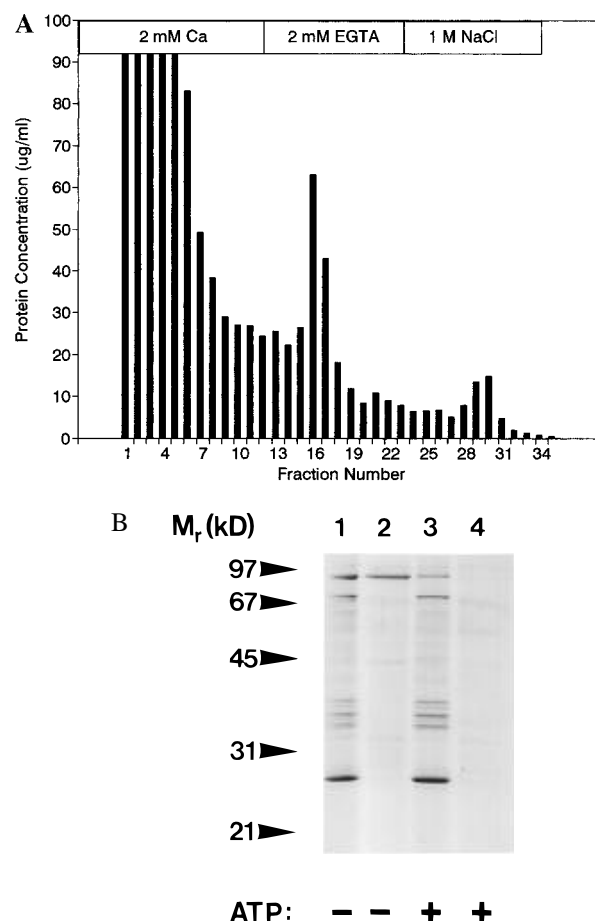 A
2 mM Ca 2 mM EGTA 1 M NaCl
Protein Concentration (ug/ml)
100
90
80
70
60
50
40
30
20
10
0
1 4 7 10 13 16 19 22 25 28 31 34
Fraction Number
B Mr (kD) 1 2 3 4
97
67
45
31
21
ATP: − − + +